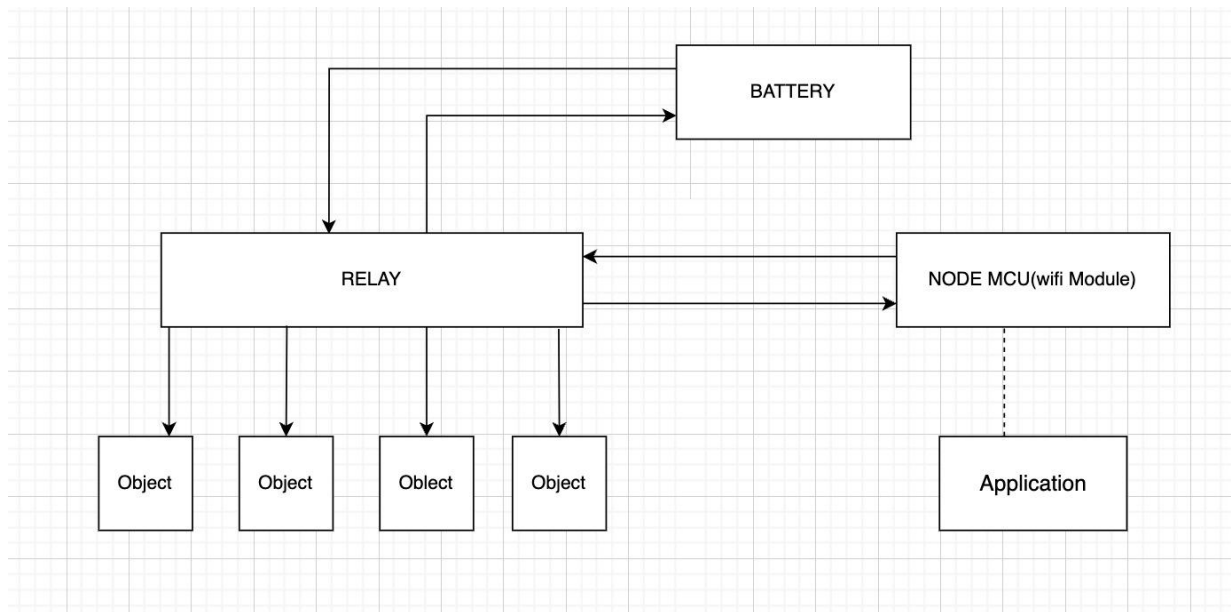 BATTERY
RELAY
NODE MCU(wifi Module)
Object
Object
Oblect
Object
Application